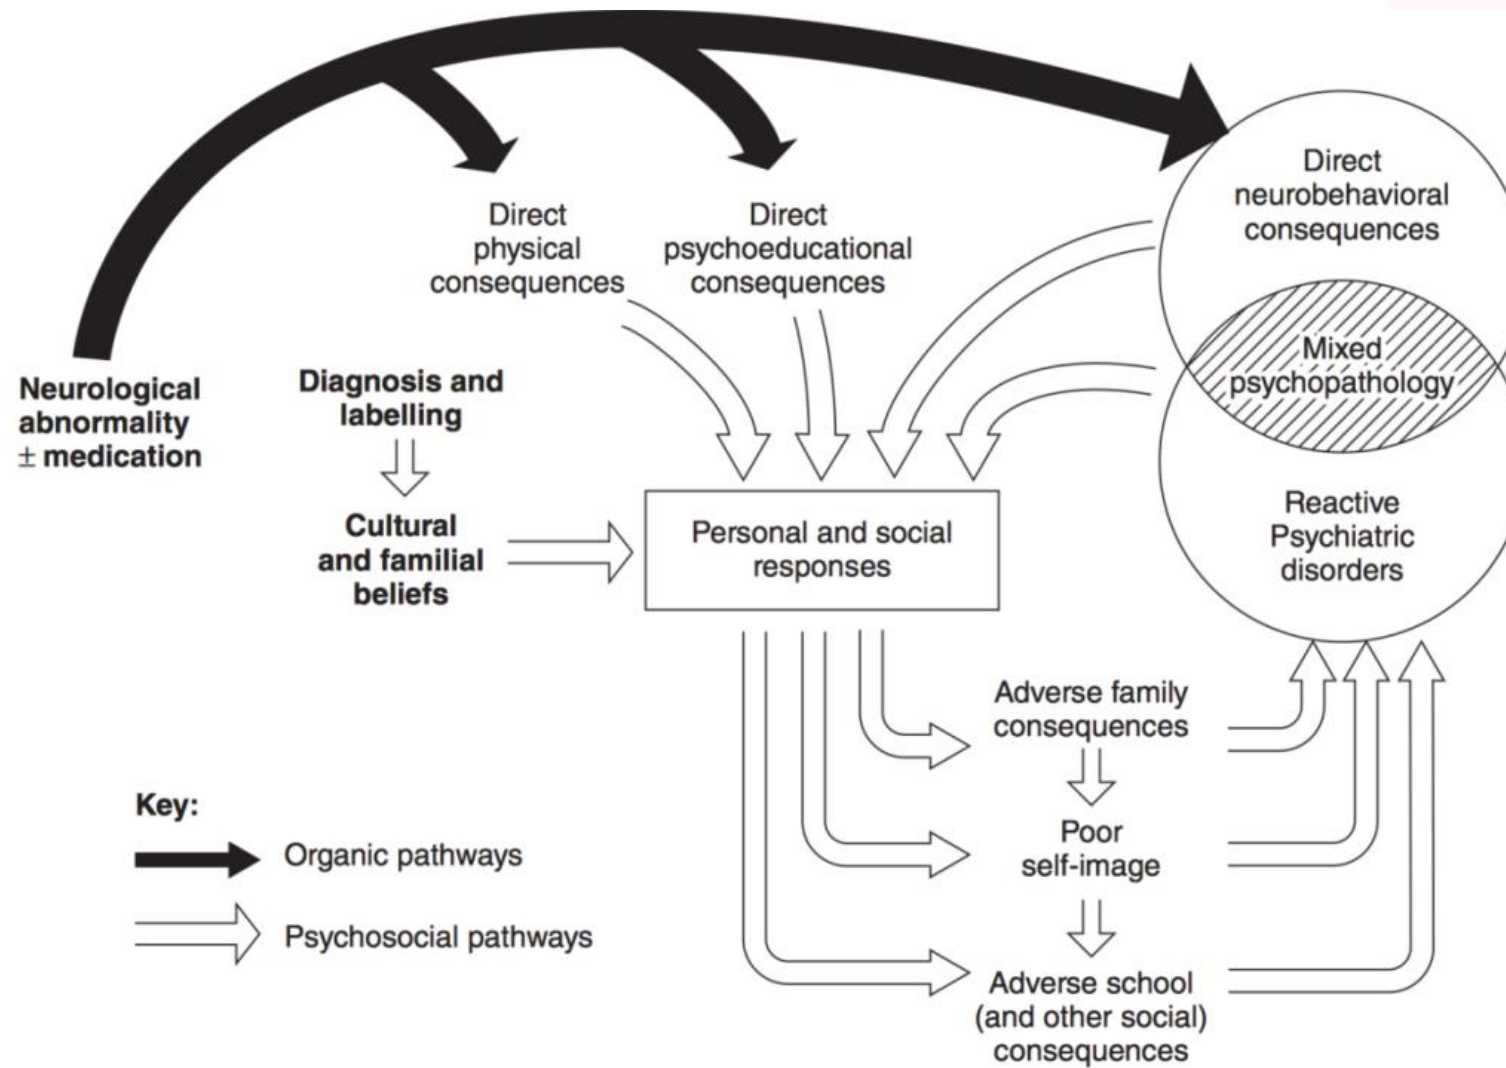 Direct
neurobehavioral
consequences
Direct
physical
consequences
Direct
psychoeducational
consequences
Mixed
psychopathology
Neurological
abnormality
± medication
Diagnosis and
labelling
Cultural
and familial
beliefs
Personal and social
responses
Reactive
Psychiatric
disorders
Adverse family
consequences
Poor
self-image
Adverse school
(and other social)
consequences
Key:
Organic pathways
Psychosocial pathways